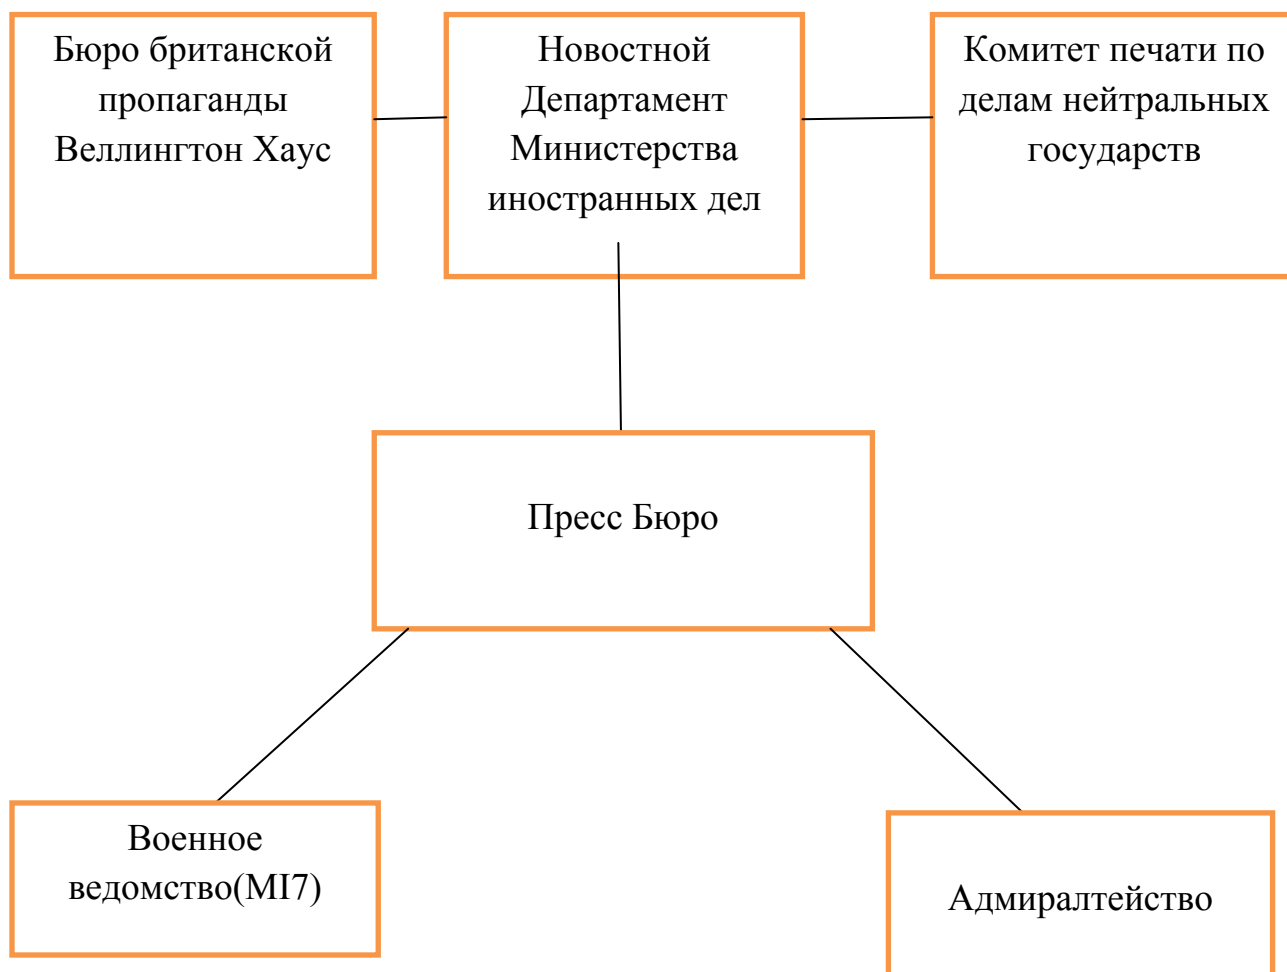 Бюро британской
пропаганды
Веллингтон Хаус
Новостной
Департамент
Министерства
иностранных дел
Комитет печати по
делам нейтральных
государств
Пресс Бюро
Военное
ведомство(MI7)
Адмиралтейство